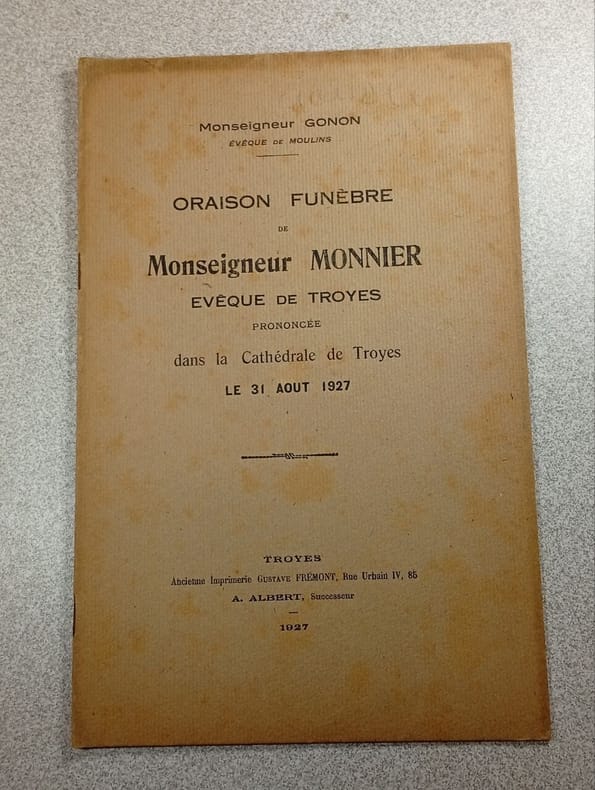 Monseigneur GONON
ÉVÊQUE DE MOULINS
ORAISON FUNÈBRE
DE
Monseigneur MONNIER
EVÊQUE DE TROYES
PRONONCÉE
dans la Cathédrale de Troyes
LE 31 AOUT 1927
TROYES
Ancienne Imprimerie GUSTAVE FRÉMONT, Rue Urbain IV, 85
A. ALBERT, Successeur
1927